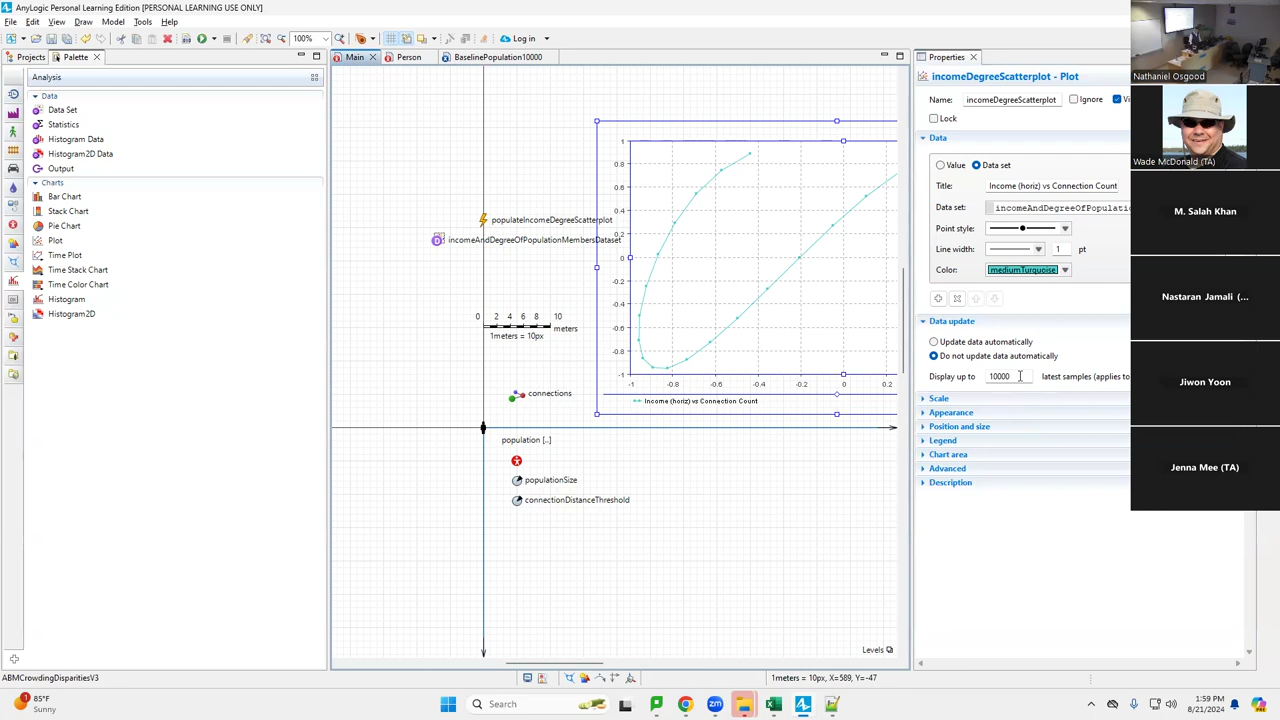 AnyLogic Personal Learning Edition [PERSONAL LEARNING USE ONLY]
File Edit View Draw Model Tools Help
100%
Log in
Projects
Palette
Main
Person
BaselinePopulation10000
Properties
Analysis
Data
Data Set
Statistics
Histogram Data
Histogram2D Data
Output
Charts
Bar Chart
Stack Chart
Pie Chart
Plot
Time Plot
Time Stack Chart
Time Color Chart
Histogram
Histogram2D
populateIncomeDegreeScatterplot
incomeAndDegreeOfPopulationMembersDataset
0 2 4 6 8 10
meters
1meters = 10px
connections
population [..]
populationSize
connectionDistanceThreshold
1
0.8
0.6
0.4
0.2
0
-0.2
-0.4
-0.6
-0.8
-1
-1 -0.8 -0.6 -0.4 -0.2 0 0.2
Income (horiz) vs Connection Count
Levels
incomeDegreeScatterplot - Plot
Name: incomeDegreeScatterplot Ignore Vi
Lock
Data
Value Data set
Title: Income (horiz) vs Connection Count
Data set: incomeAndDegreeOfPopulatio
Point style:
Line width: 1 pt
Color: mediumTurquoise
Data update
Update data automatically
Do not update data automatically
Display up to 10000 latest samples (applies to
Scale
Appearance
Position and size
Legend
Chart area
Advanced
Description
Nathaniel Osgood
Wade McDonald (TA)
M. Salah Khan
Nastaran Jamali (...
Jiwon Yoon
Jenna Mee (TA)
ABMCrowdingDisparitiesV3
1meters = 10px, X=589, Y=-47
1
85°F
Sunny
Search
1:59 PM
8/21/2024